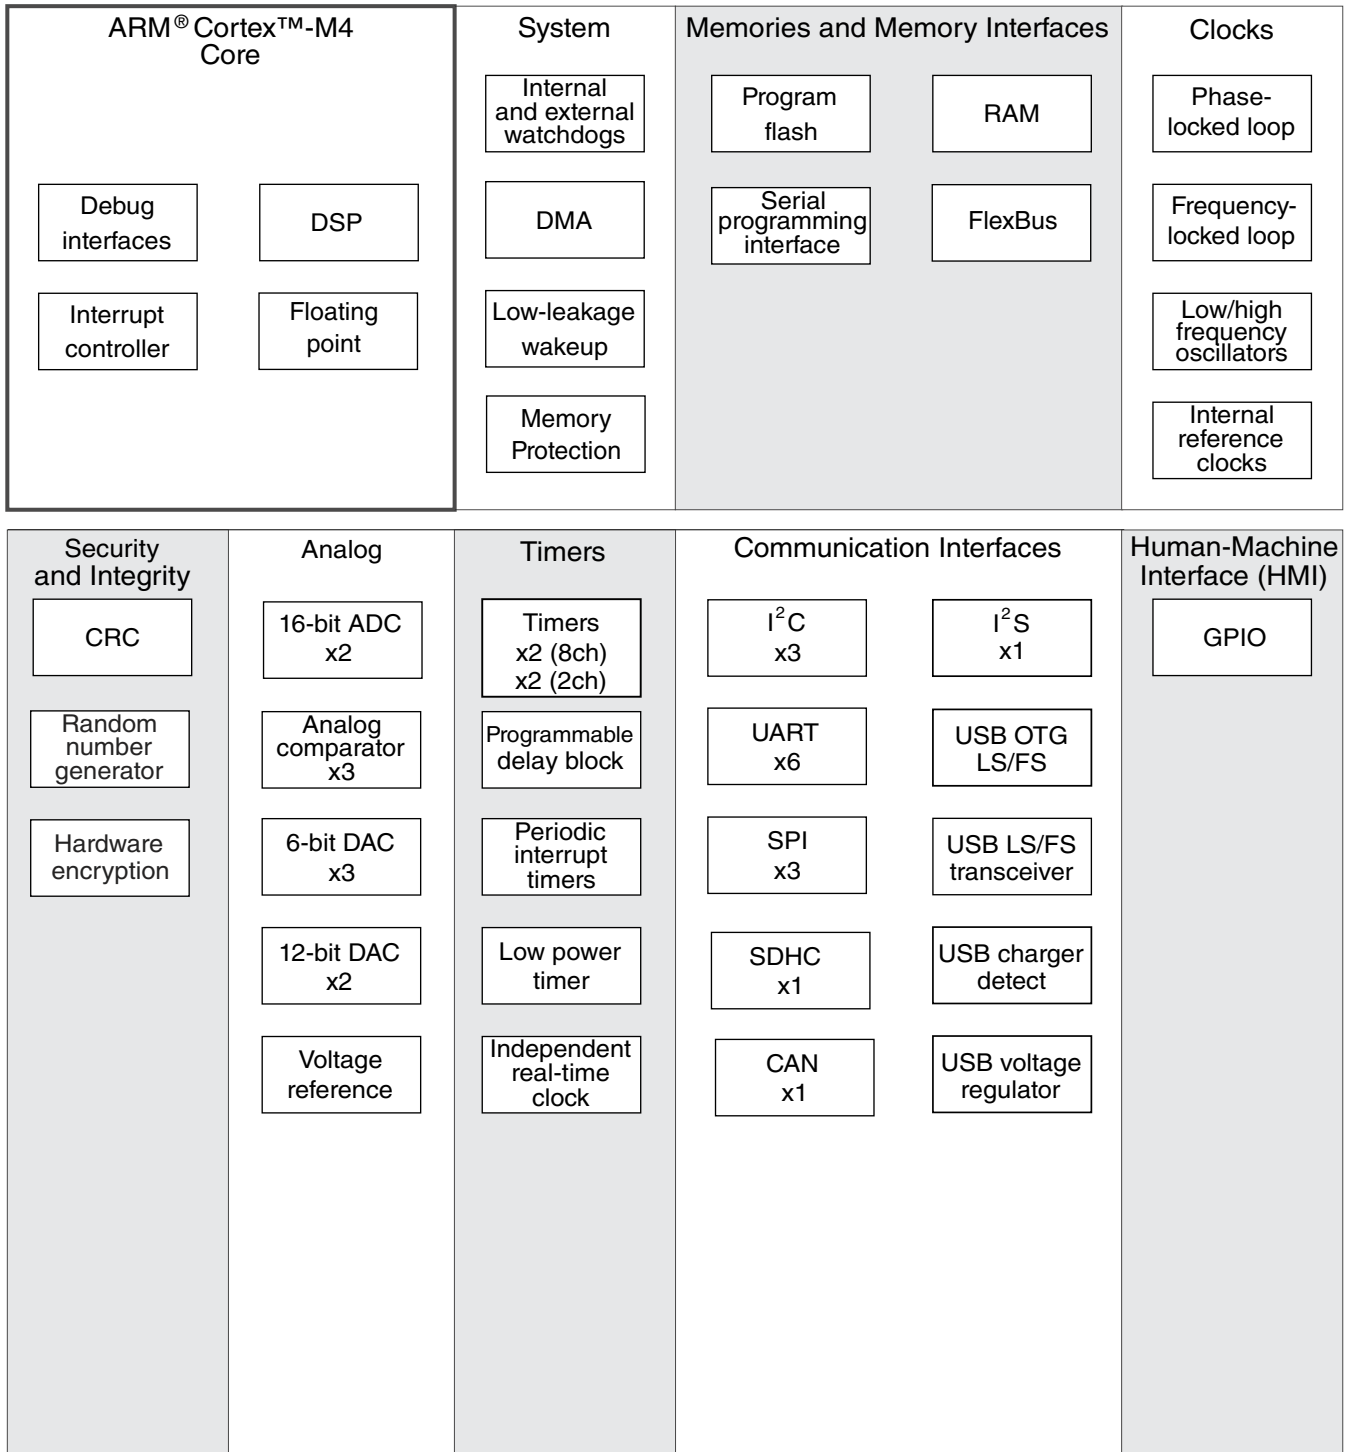 ARM® Cortex™-M4
Core
Debug
interfaces
DSP
Interrupt
controller
Floating
point
System
Internal
and external
watchdogs
DMA
Low-leakage
wakeup
Memory
Protection
Memories and Memory Interfaces
Program
flash
RAM
Serial
programming
interface
FlexBus
Clocks
Phase-
locked loop
Frequency-
locked loop
Low/high
frequency
oscillators
Internal
reference
clocks
Security
and Integrity
CRC
Random
number
generator
Hardware
encryption
Analog
16-bit ADC
x2
Analog
comparator
x3
6-bit DAC
x3
12-bit DAC
x2
Voltage
reference
Timers
Timers
x2 (8ch)
x2 (2ch)
Programmable
delay block
Periodic
interrupt
timers
Low power
timer
Independent
real-time
clock
Communication Interfaces
I²C
x3
I²S
x1
UART
x6
USB OTG
LS/FS
SPI
x3
USB LS/FS
transceiver
SDHC
x1
USB charger
detect
CAN
x1
USB voltage
regulator
Human-Machine
Interface (HMI)
GPIO